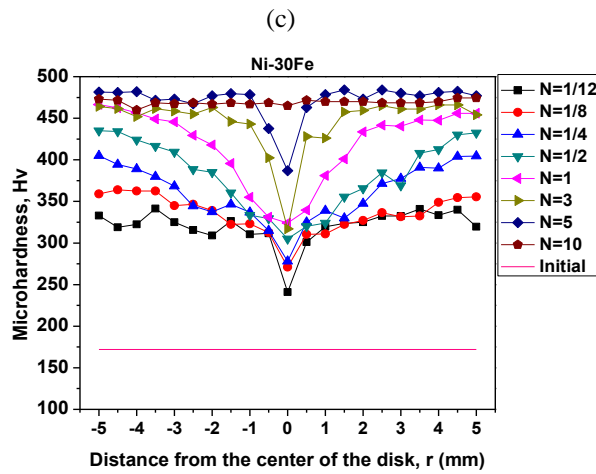 (c)
Ni-30Fe
Microhardness, Hv
500
450
400
350
300
250
200
150
100
-5 -4 -3 -2 -1 0 1 2 3 4 5
Distance from the center of the disk, r (mm)
N=1/12
N=1/8
N=1/4
N=1/2
N=1
N=3
N=5
N=10
Initial